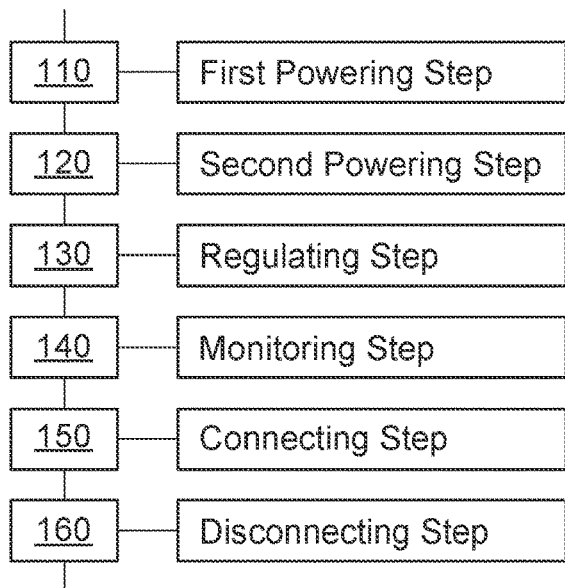 110 First Powering Step
120 Second Powering Step
130 Regulating Step
140 Monitoring Step
150 Connecting Step
160 Disconnecting Step